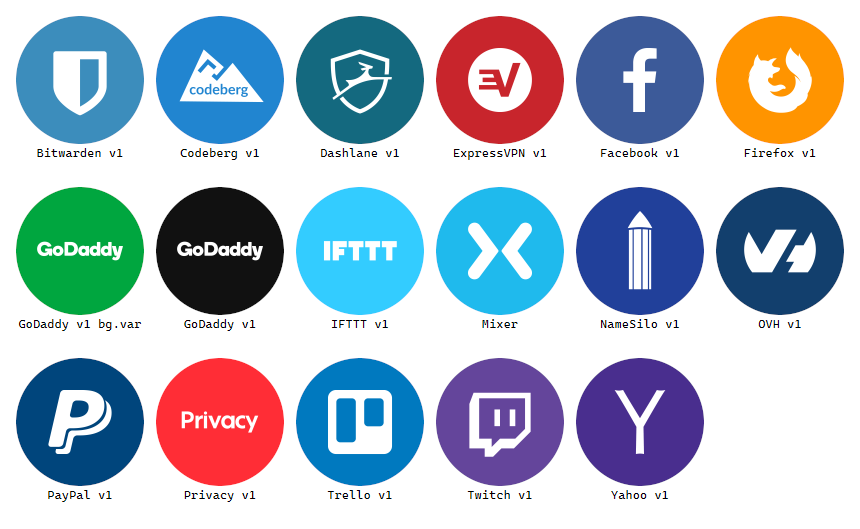 codeberg
EV
Bitwarden v1
Codeberg v1
Dashlane v1
ExpressVPN v1
Facebook v1
Firefox v1
GoDaddy
GoDaddy
IFTTT
GoDaddy v1 bg.var
GoDaddy v1
IFTTT v1
Mixer
NameSilo v1
OVH v1
Privacy
PayPal v1
Privacy v1
Trello v1
Twitch v1
Yahoo v1